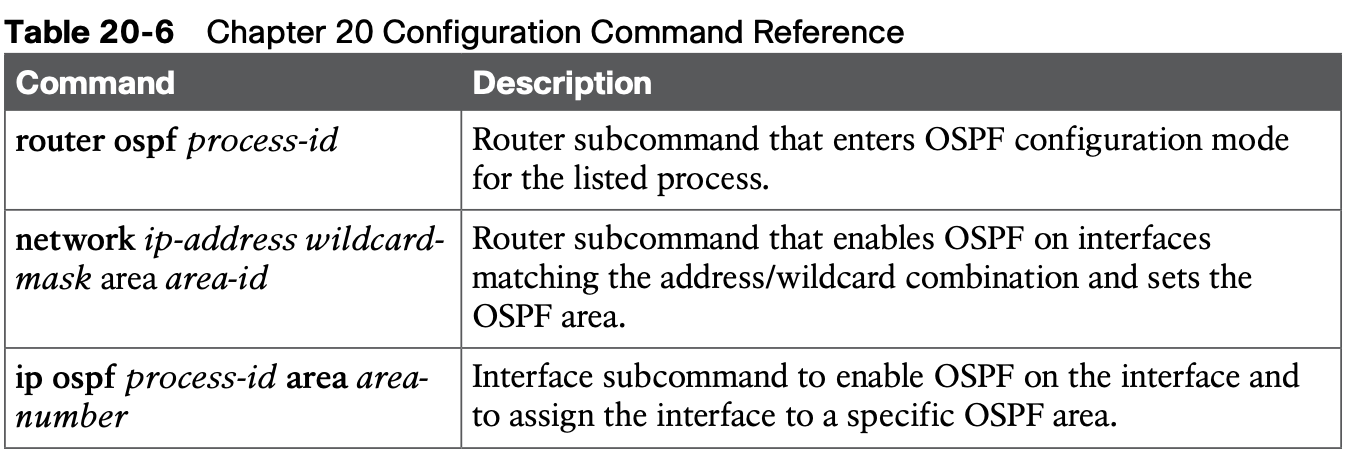 Table 20-6 Chapter 20 Configuration Command Reference
Command Description
router ospf process-id
Router subcommand that enters OSPF configuration mode
for the listed process.
network ip-address wildcard-
mask area area-id
Router subcommand that enables OSPF on interfaces
matching the address/wildcard combination and sets the
OSPF area.
ip ospf process-id area area-
number
Interface subcommand to enable OSPF on the interface and
to assign the interface to a specific OSPF area.